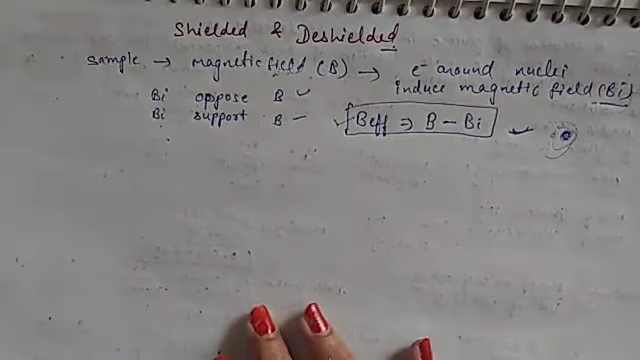 Shielded & Deshielded
Sample → magnetic field (B) → e⁻ around nuclei
induce magnetic field (Bi)
Bi oppose B ✓
Bi support B –
Beff ⇒ B – Bi